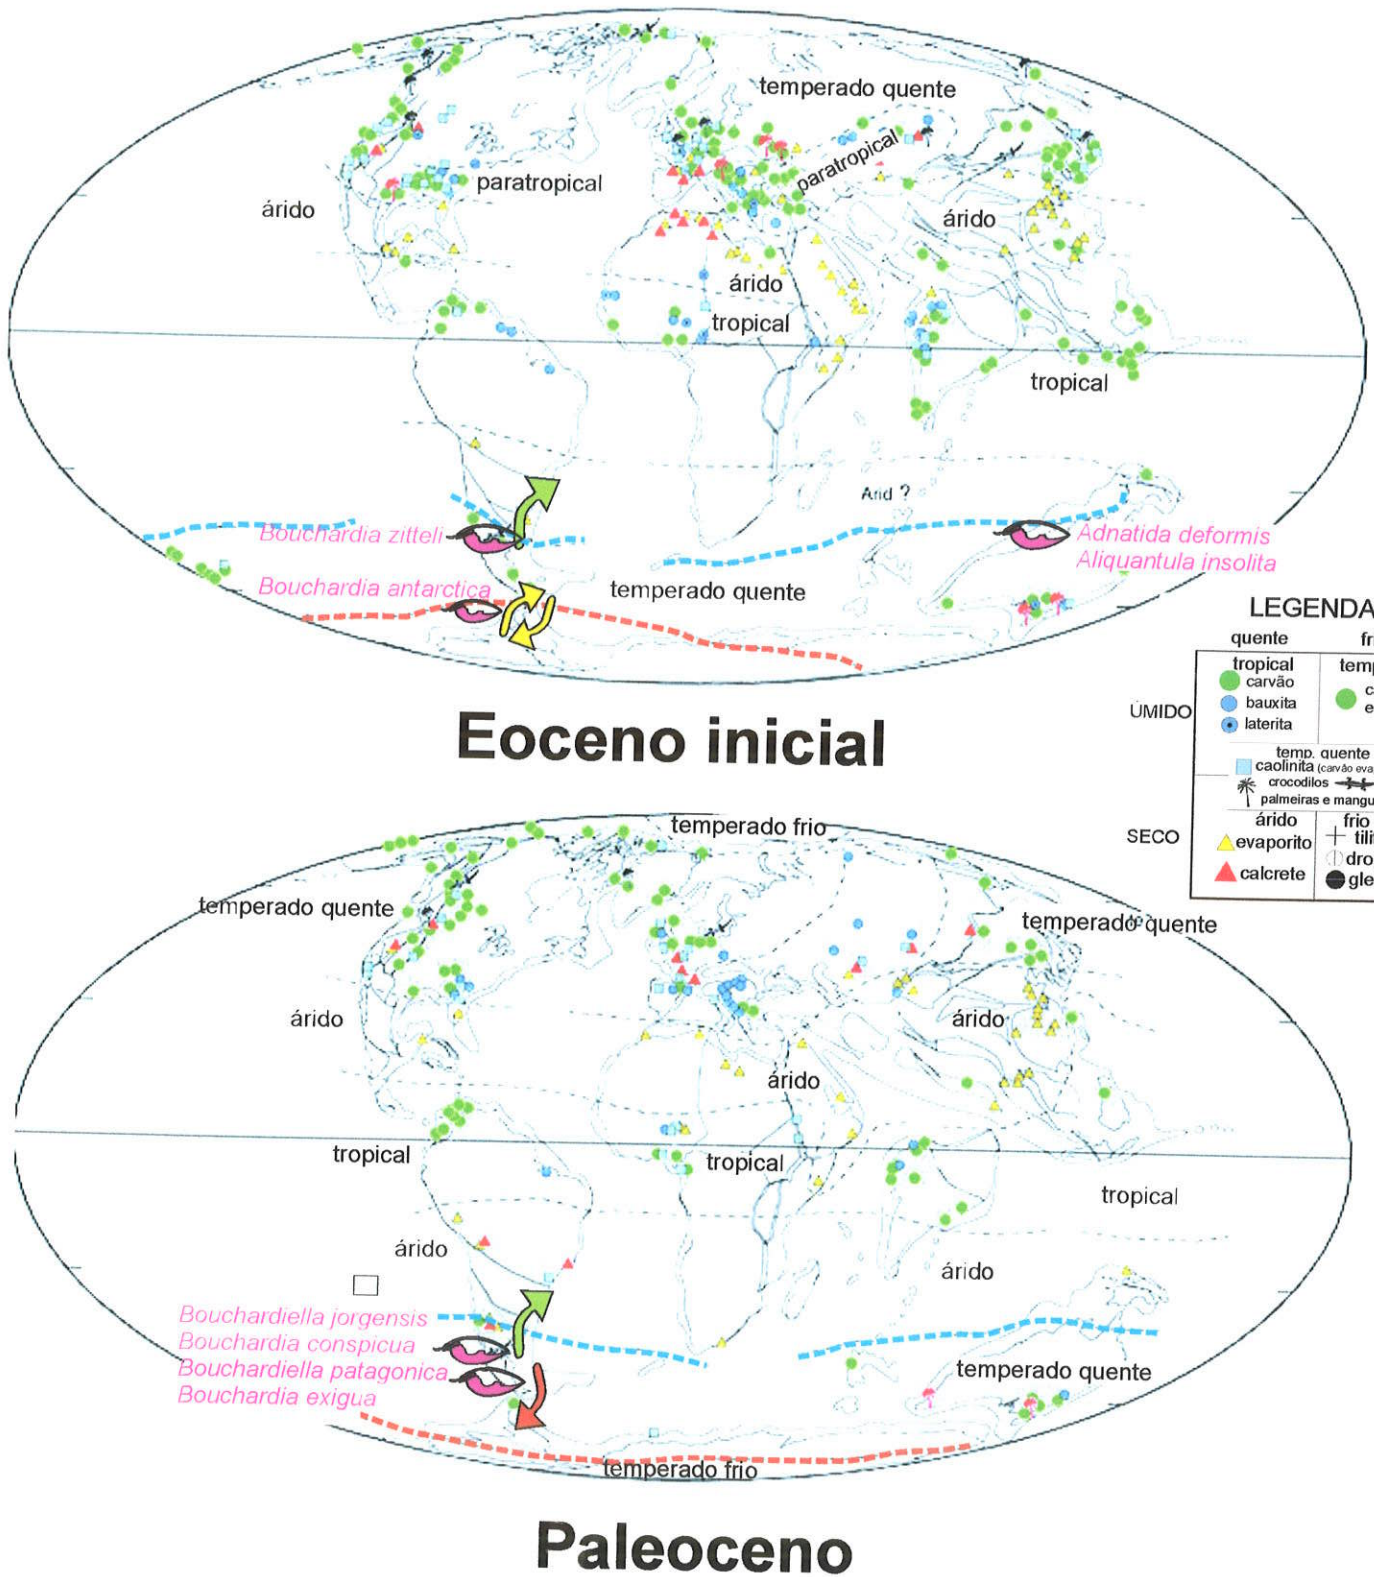 temperado quente
paratropical
paratropical
árido
árido
árido
tropical
tropical
Arid ?
Bouchardia zitteli
Adnatida deformis
Aliquantula insolita
Bouchardia antarctica
temperado quente
LEGENDA
quente
tropical
carvão
ÚMIDO
bauxita
laterita
temp. quente
caolinita (carvão eva
crocodilos
palmeiras e mangu
SECO
árido
frio
evaporito
calcrete
Eoceno inicial
temperado frio
temperado quente
temperado quente
árido
árido
árido
tropical
tropical
tropical
árido
árido
Bouchardiella jorgensis
Bouchardia conspicua
Bouchardiella patagonica
Bouchardia exigua
temperado quente
temperado frio
Paleoceno